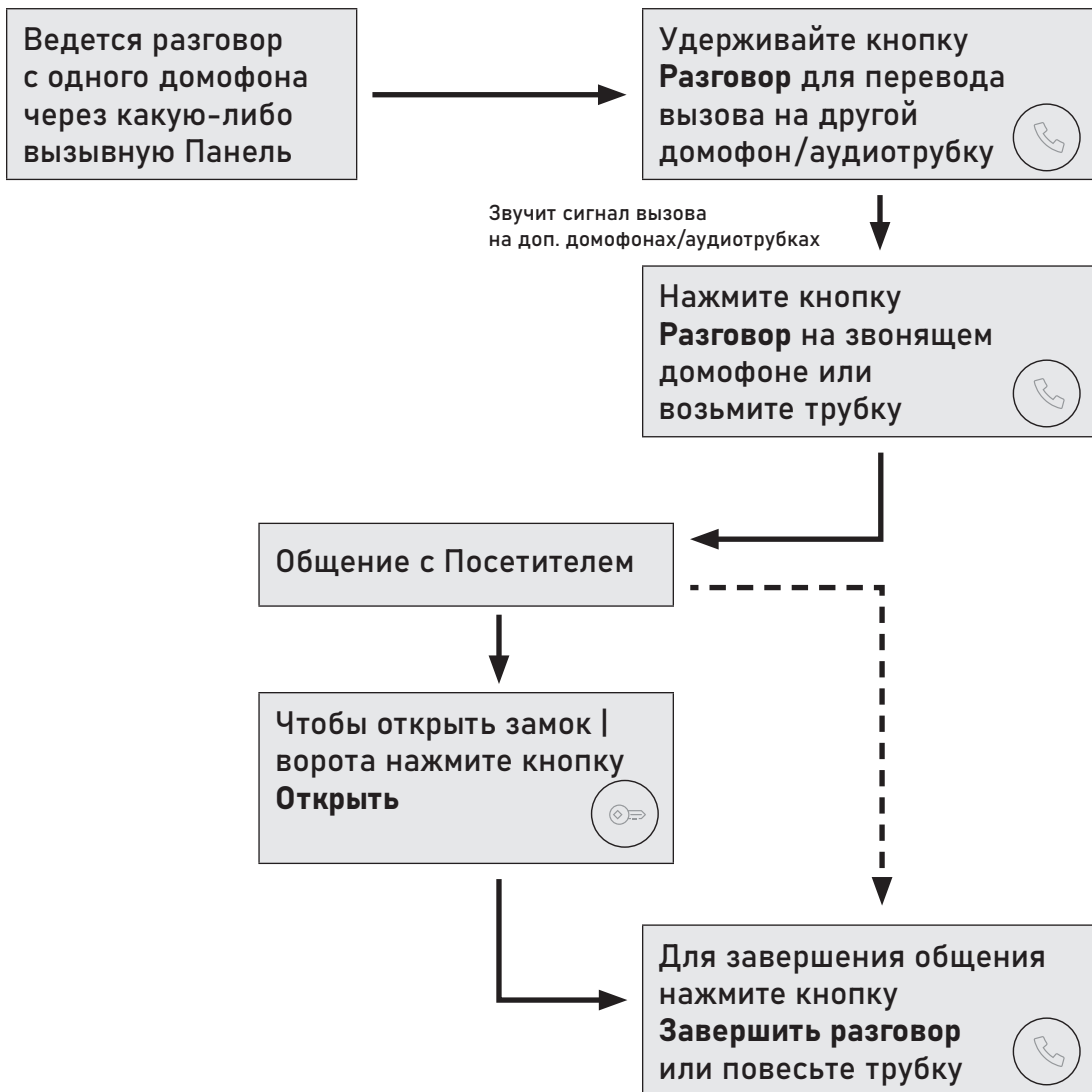 Ведется разговор
с одного домофона
через какую-либо
вызывную Панель
Удерживайте кнопку
Разговор для перевода
вызова на другой
домофон/аудиотрубку
Звучит сигнал вызова
на доп. домофонах/аудиотрубках
Нажмите кнопку
Разговор на звонящем
домофоне или
возьмите трубку
Общение с Посетителем
Чтобы открыть замок |
ворота нажмите кнопку
Открыть
Для завершения общения
нажмите кнопку
Завершить разговор
или повесьте трубку